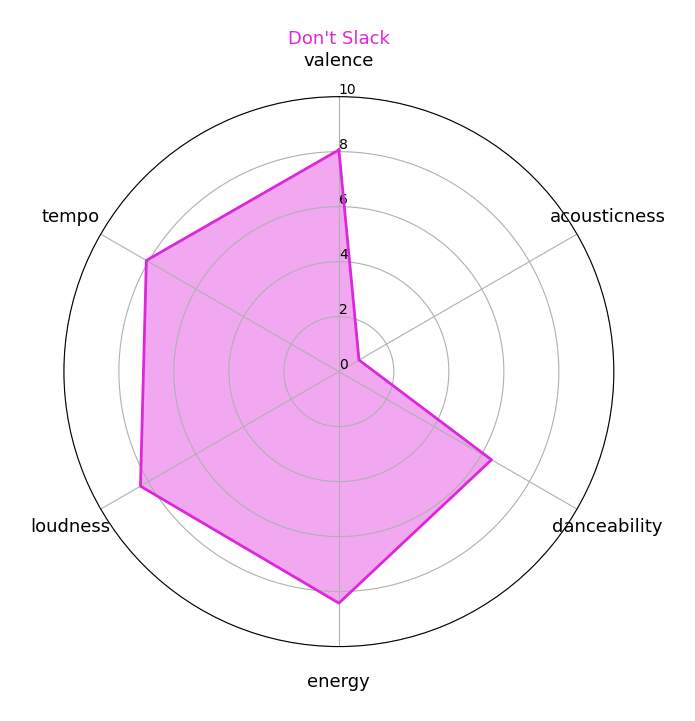 Don't Slack
valence
10
8
tempo
acousticness
6
4
2
0
loudness
danceability
energy